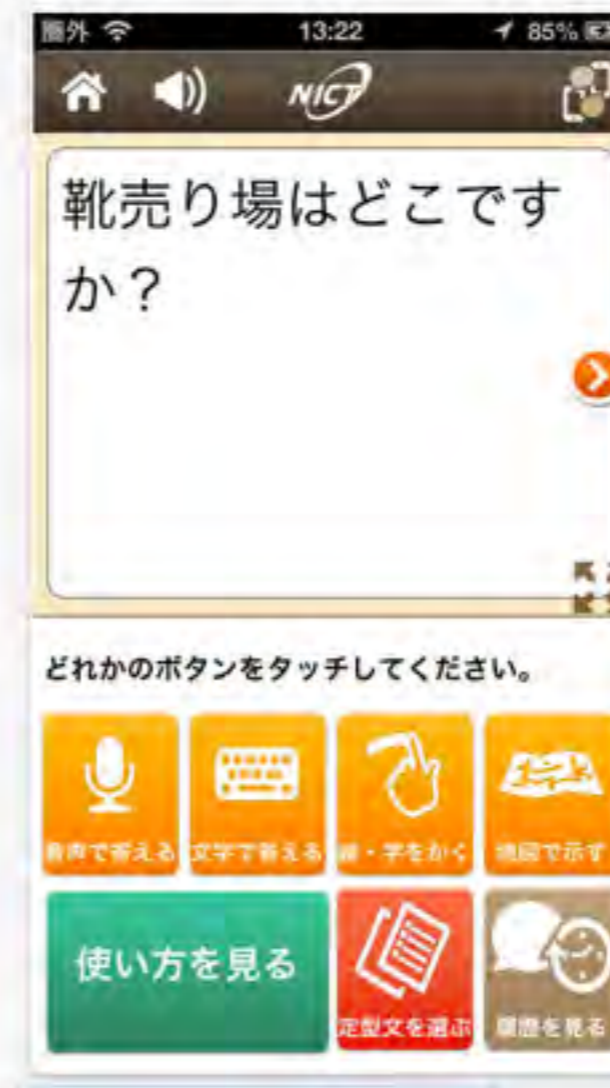 圏外 13:22 85%
NICT
靴売り場はどこです
か？
どれかのボタンをタッチしてください。
音声で答える 文字で答える 絵・字をかく 地図で示す
使い方を見る 定型文を選ぶ 履歴を見る